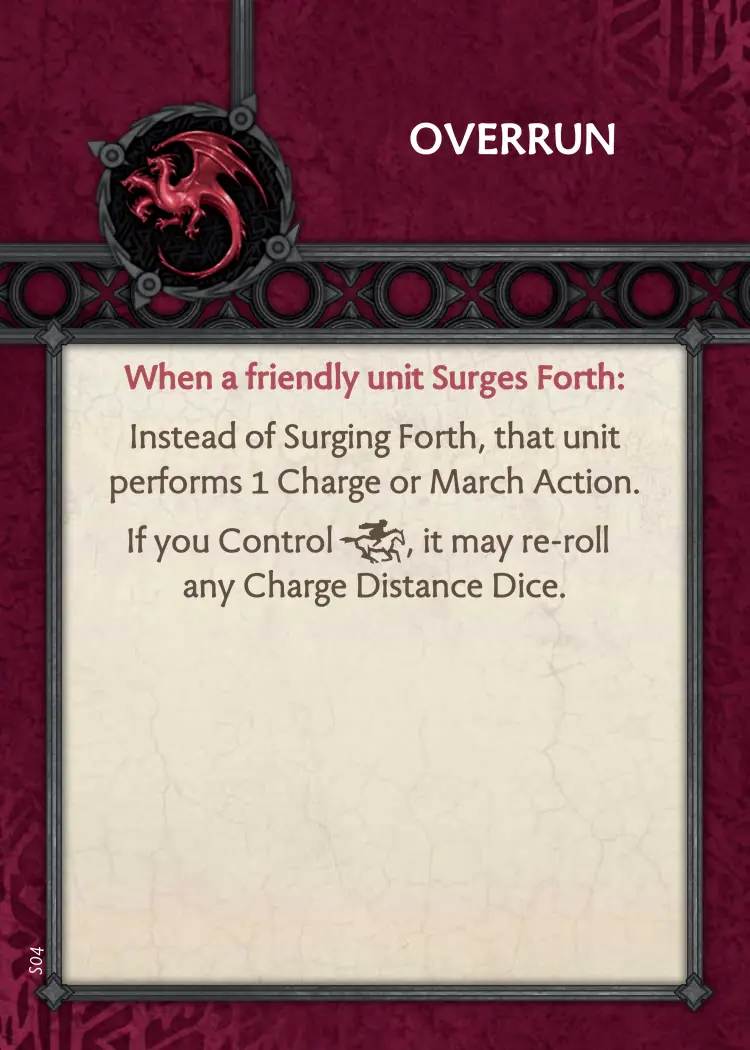 OVERRUN
When a friendly unit Surges Forth:
Instead of Surging Forth, that unit
performs 1 Charge or March Action.
If you Control , it may re-roll
any Charge Distance Dice.
S04